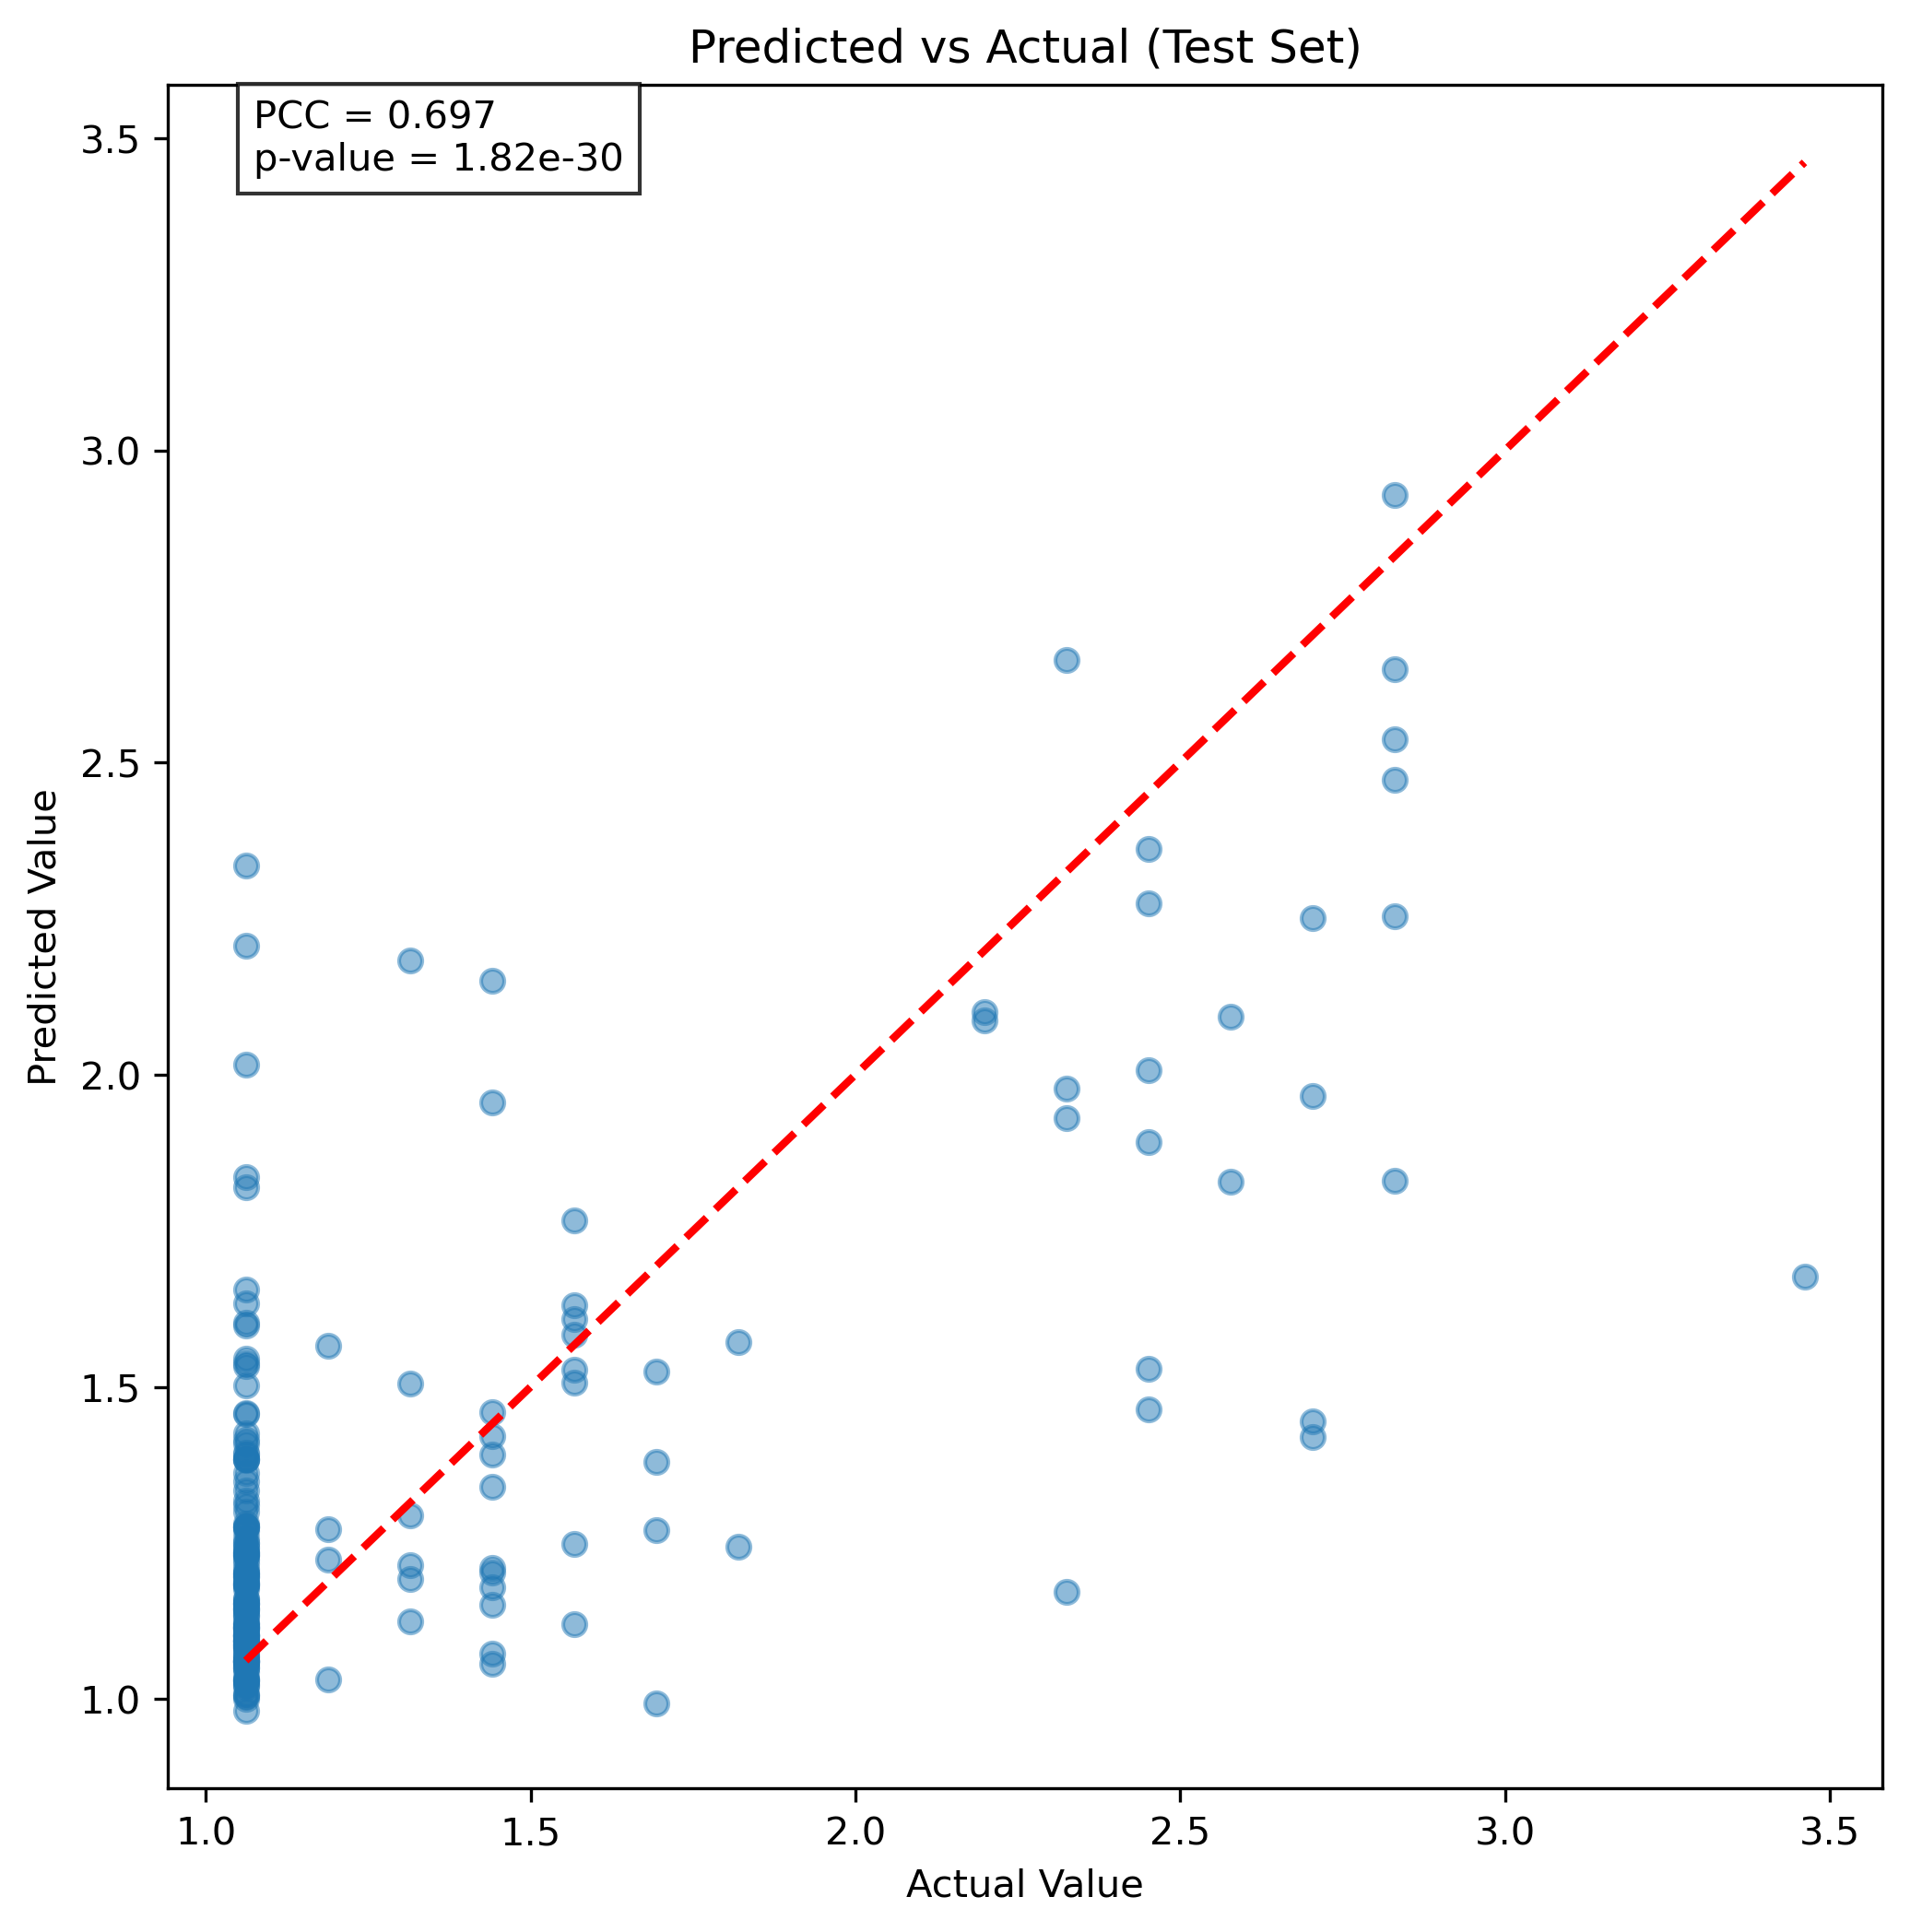 Predicted vs Actual (Test Set)
PCC = 0.697
p-value = 1.82e-30
3.5
3.0
2.5
2.0
1.5
1.0
Predicted Value
1.0 1.5 2.0 2.5 3.0 3.5
Actual Value